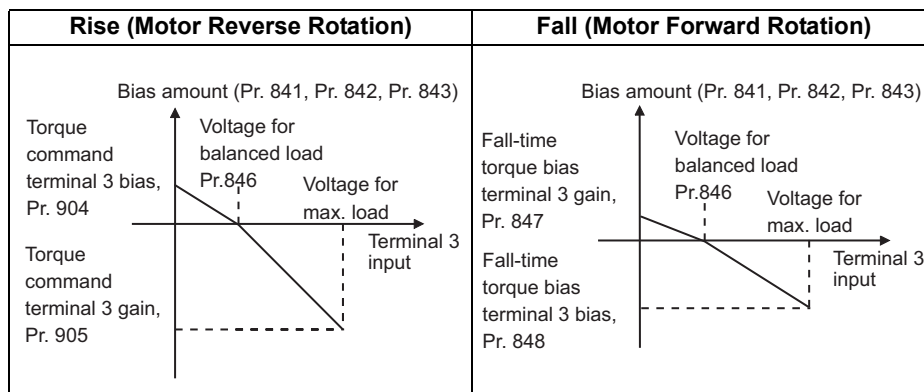 Rise (Motor Reverse Rotation)
Fall (Motor Forward Rotation)
Bias amount (Pr. 841, Pr. 842, Pr. 843)
Torque
command
terminal 3 bias,
Pr. 904
Voltage for
balanced load
Pr.846
Voltage for
max. load
Terminal 3
input
Torque
command
terminal 3 gain,
Pr. 905
Bias amount (Pr. 841, Pr. 842, Pr. 843)
Fall-time
torque bias
terminal 3 gain,
Pr. 847
Voltage for
balanced load
Pr.846
Voltage for
max. load
Terminal 3
input
Fall-time
torque bias
terminal 3 bias,
Pr. 848